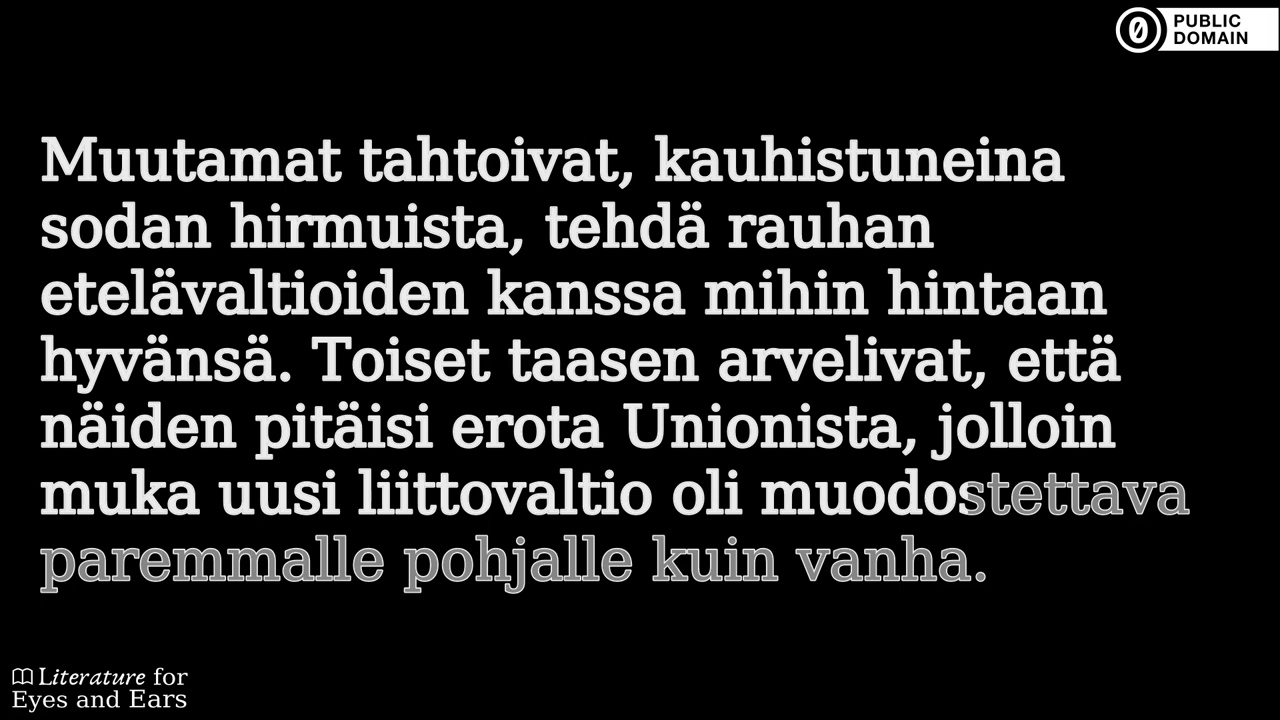 PUBLIC
DOMAIN
Muutamat tahtoivat, kauhistuneina
sodan hirmuista, tehdä rauhan
etelävaltioiden kanssa mihin hintaan
hyvänsä. Toiset taasen arvelivat, että
näiden pitäisi erota Unionista, jolloin
muka uusi liittovaltio oli muodostettava
paremmalle pohjalle kuin vanha.
Literature for
Eyes and Ears